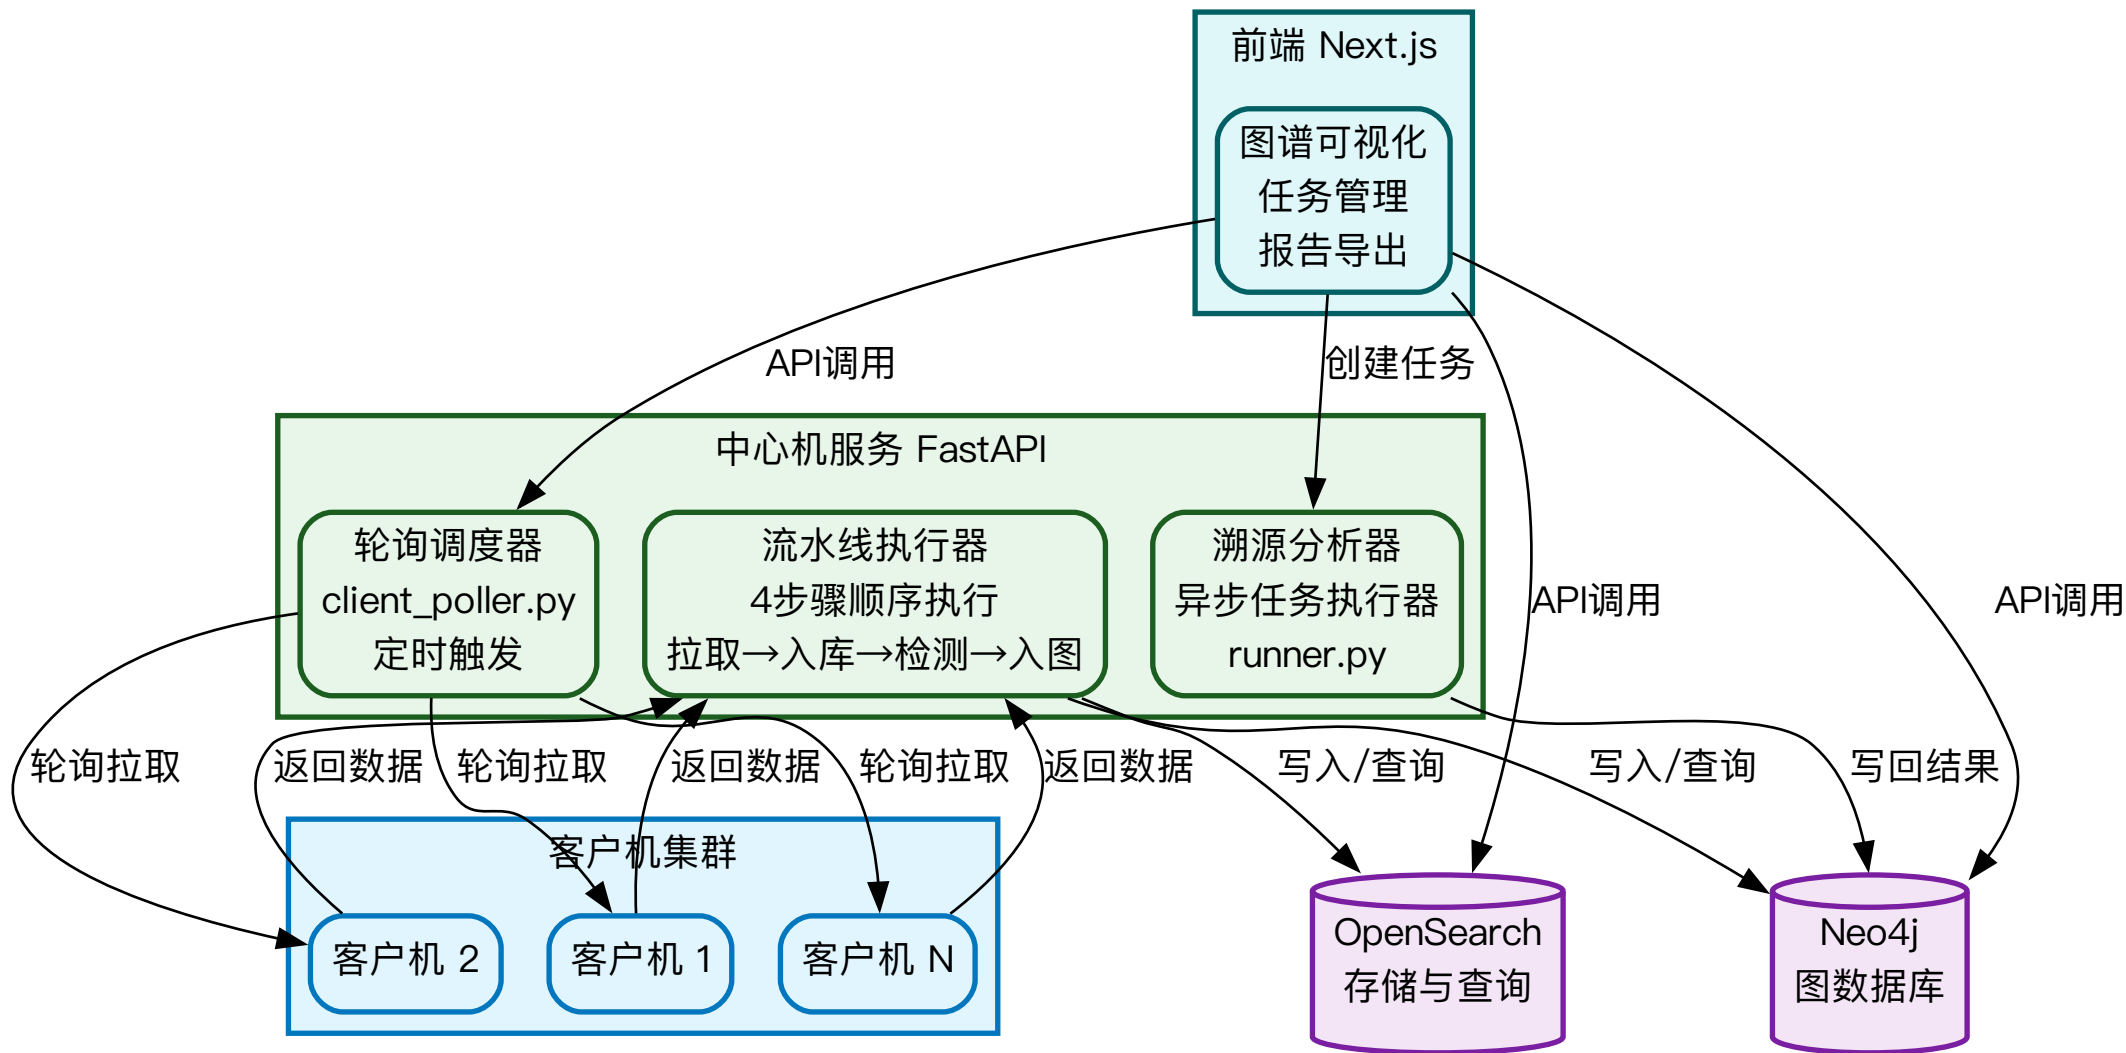 前端 Next.js
图谱可视化
任务管理
报告导出
API调用
创建任务
中心机服务 FastAPI
轮询调度器
client_poller.py
定时触发
流水线执行器
4步骤顺序执行
拉取→入库→检测→入图
溯源分析器
异步任务执行器
runner.py
API调用
API调用
轮询拉取
返回数据
轮询拉取
返回数据
轮询拉取
返回数据
写入/查询
写入/查询
写回结果
客户机集群
客户机 2
客户机 1
客户机 N
OpenSearch
存储与查询
Neo4j
图数据库